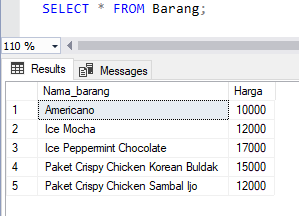 SELECT * FROM Barang;
110 %
Results Messages
Nama_barang Harga
1 Americano 10000
2 Ice Mocha 12000
3 Ice Peppermint Chocolate 17000
4 Paket Crispy Chicken Korean Buldak 15000
5 Paket Crispy Chicken Sambal Ijo 12000